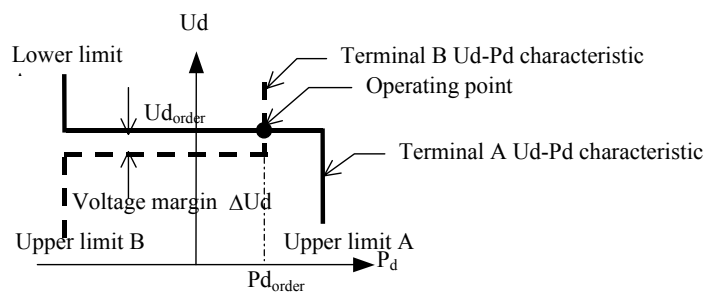 Ud
Lower limit
Terminal B Ud-Pd characteristic
Operating point
Ud_order
Terminal A Ud-Pd characteristic
Voltage margin ΔUd
Upper limit B
Upper limit A
P_d
Pd_order